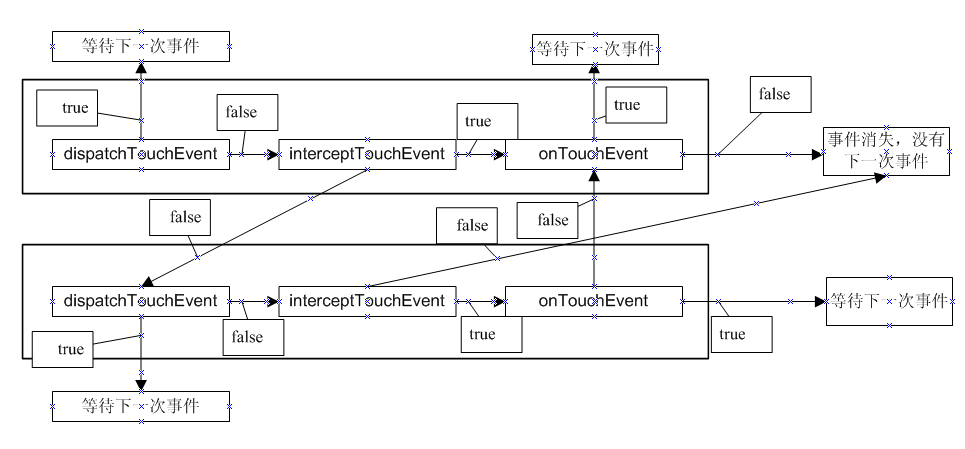 等待下一次事件
等待下一次事件
true
false
true
true
false
dispatchTouchEvent
interceptTouchEvent
onTouchEvent
事件消失，没有
下一次事件
false
false
false
dispatchTouchEvent
interceptTouchEvent
onTouchEvent
等待下一次事件
true
false
true
true
等待下一次事件